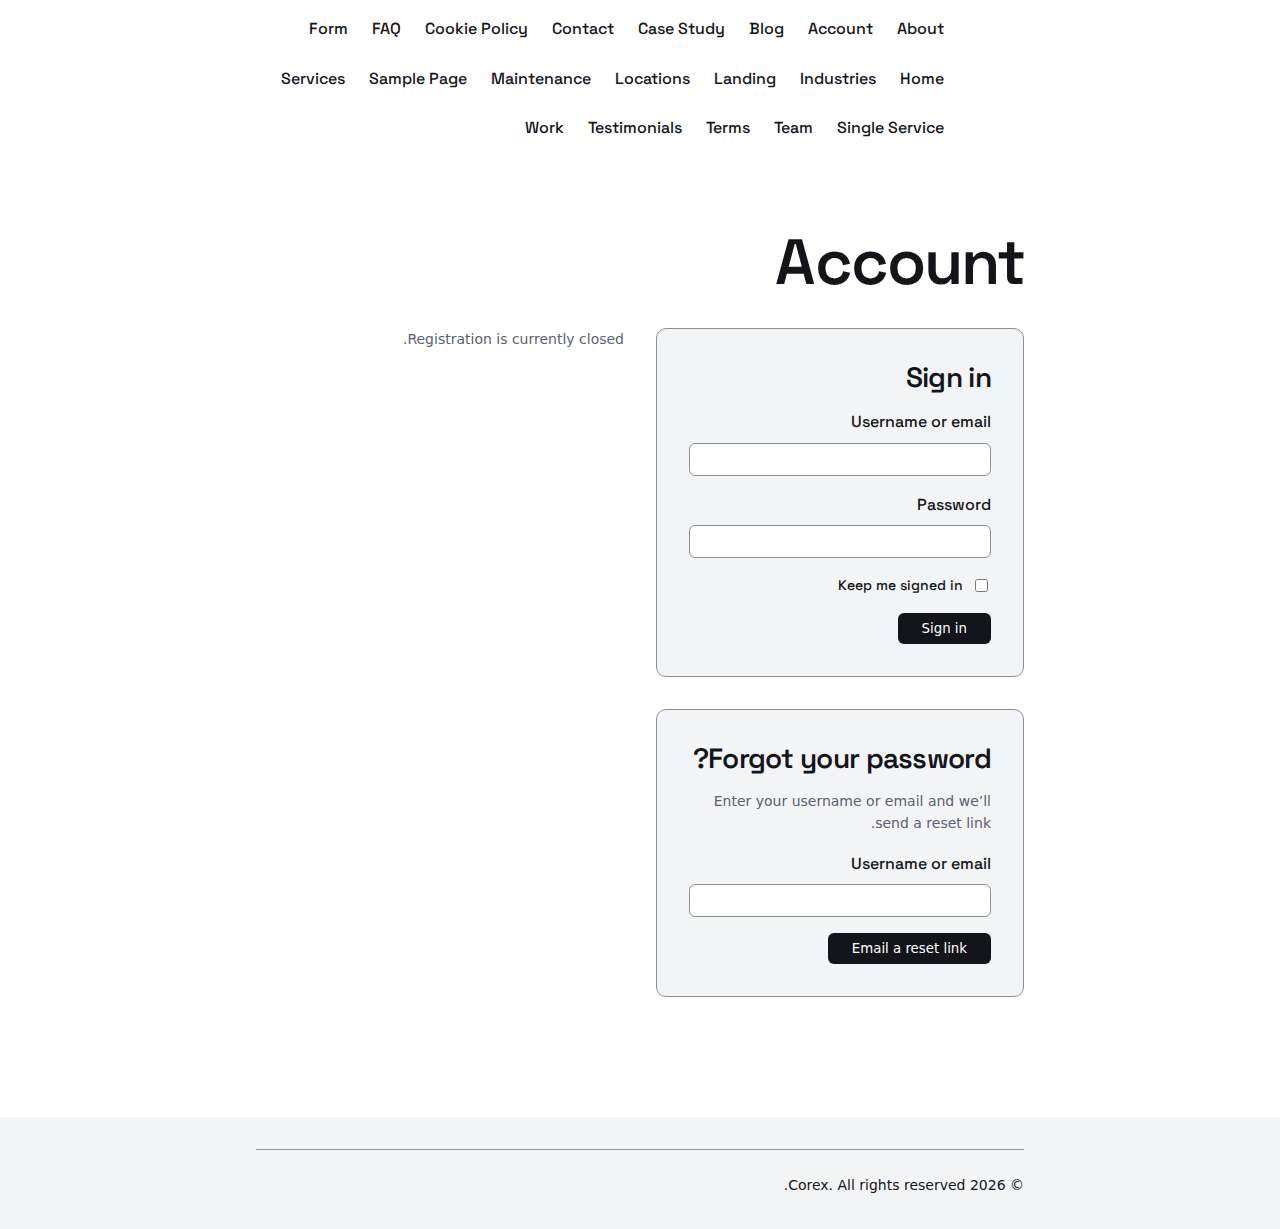 About Account Blog Case Study Contact Cookie Policy FAQ Form
Home Industries Landing Locations Maintenance Sample Page Services
Single Service Team Terms Testimonials Work
Account
Sign in
Username or email
Password
Keep me signed in
Sign in
Forgot your password?
Enter your username or email and we’ll
send a reset link.
Username or email
Email a reset link
Registration is currently closed.
© 2026 Corex. All rights reserved.